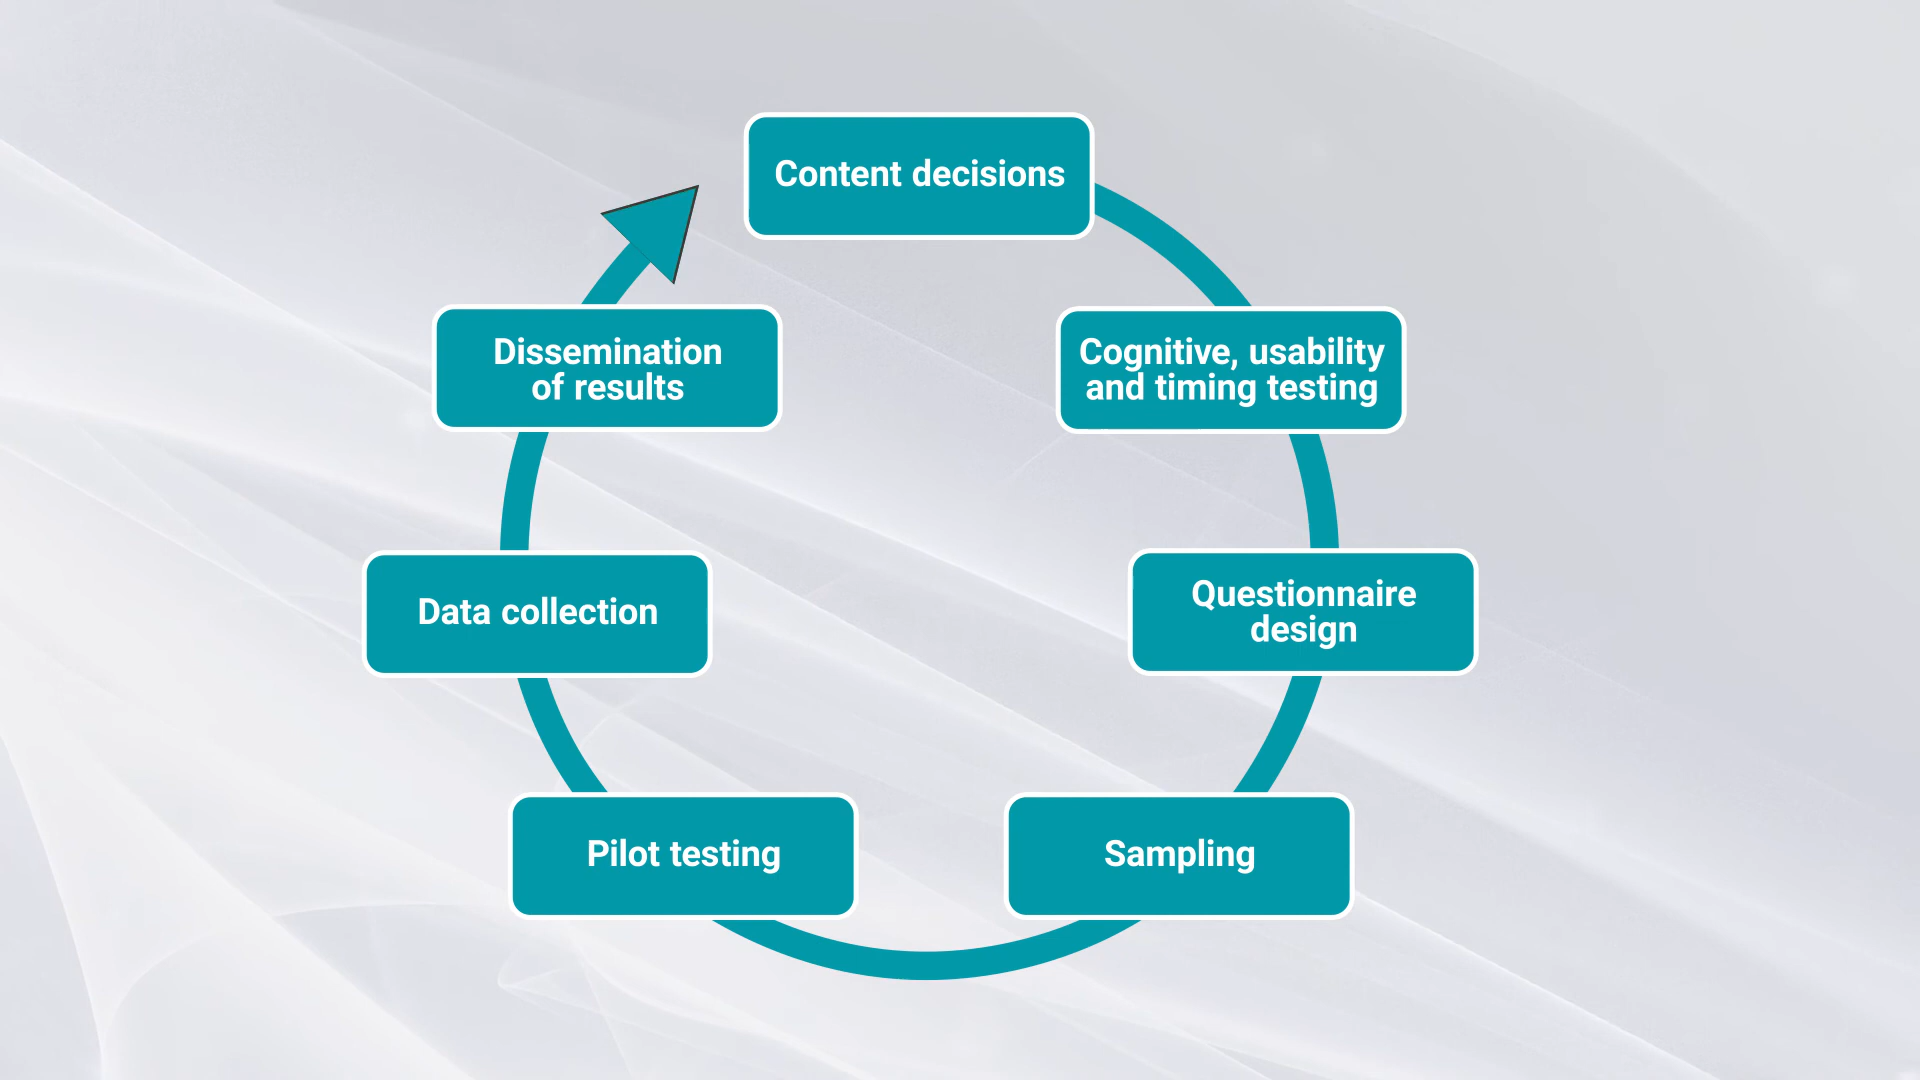 Content decisions
Cognitive, usability
and timing testing
Questionnaire
design
Sampling
Pilot testing
Data collection
Dissemination
of results